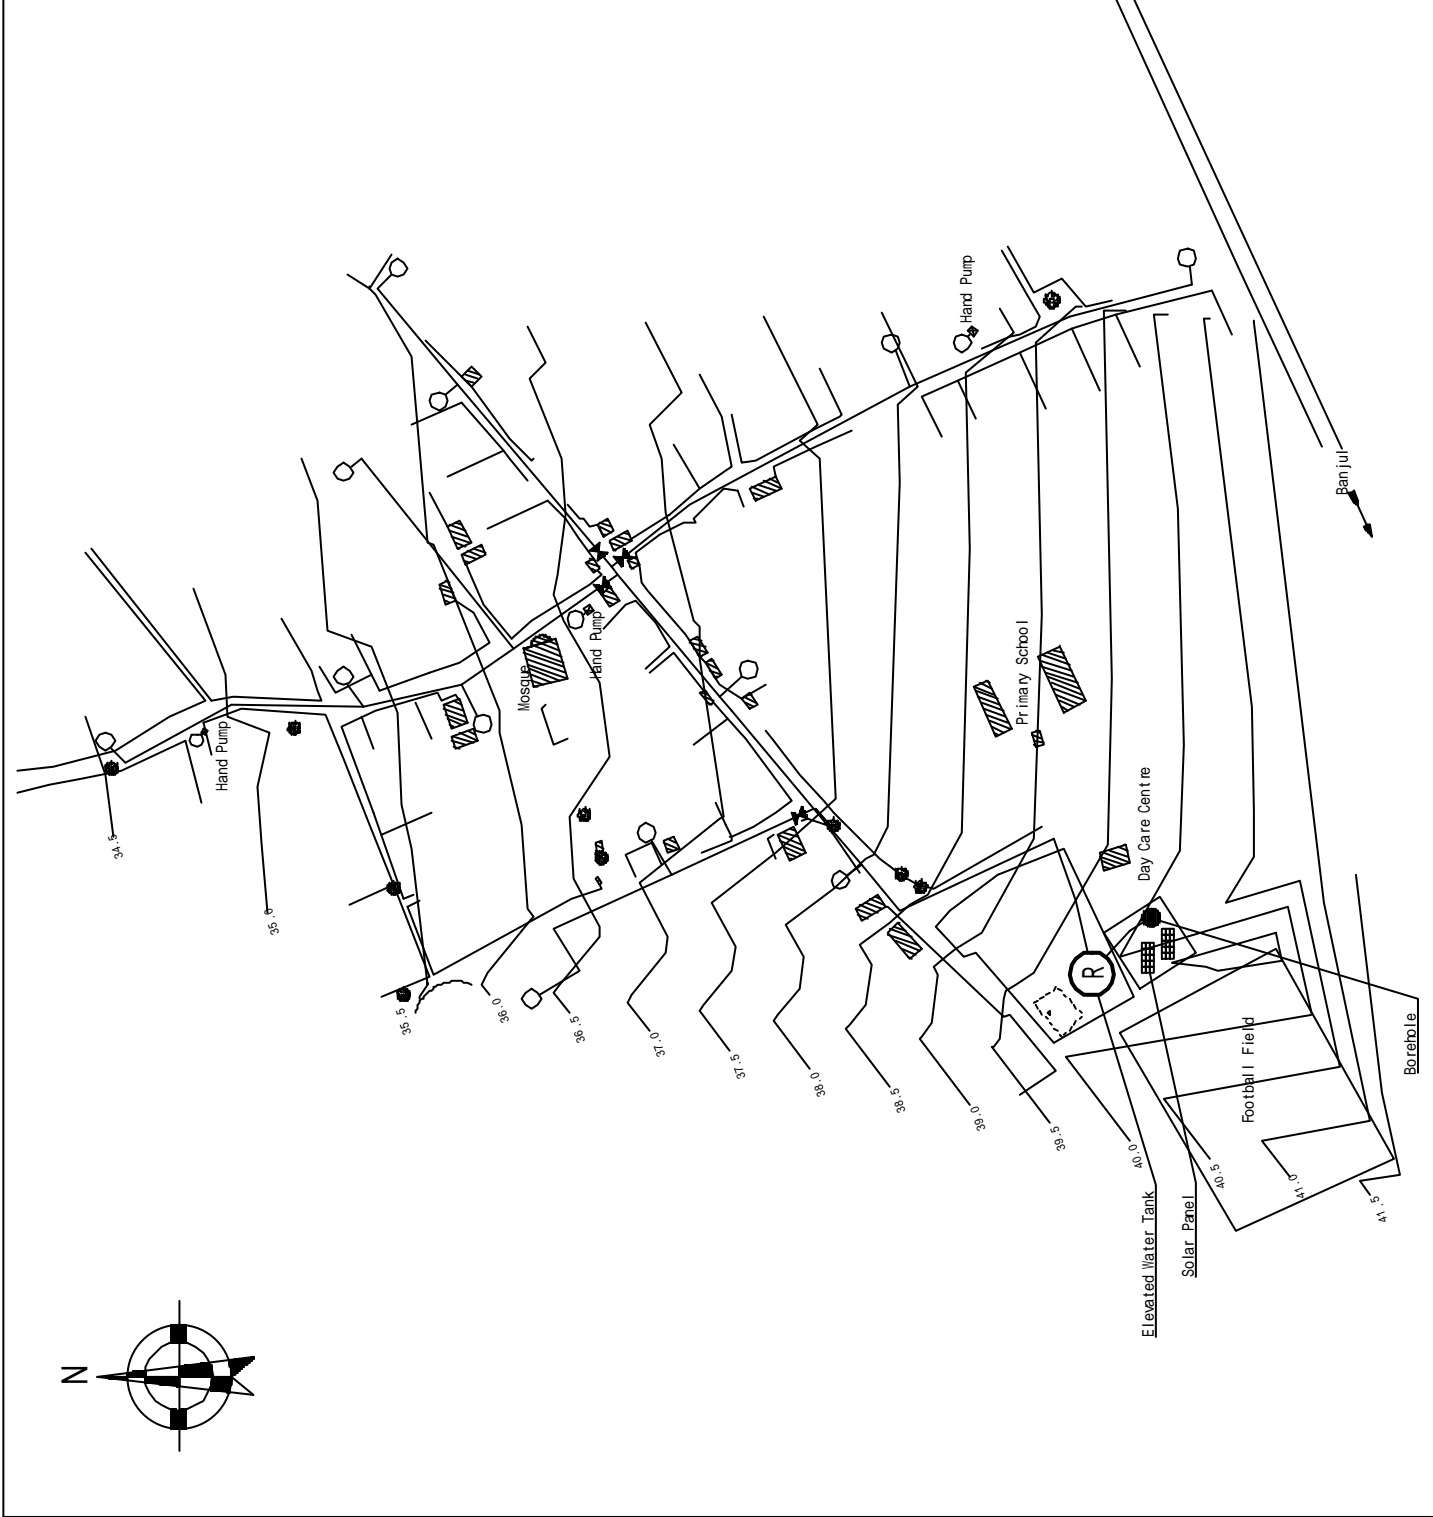 N
34.5
35.0
35.5
36.0
36.5
37.0
37.5
38.0
38.5
39.0
39.5
40.0
40.5
41.0
41.5
Hand Pump
Mosque
Hand Pump
Hand Pump
Primary School
Day Care Centre
Banjul
R
Football Field
Elevated Water Tank
Solar Panel
Borehole